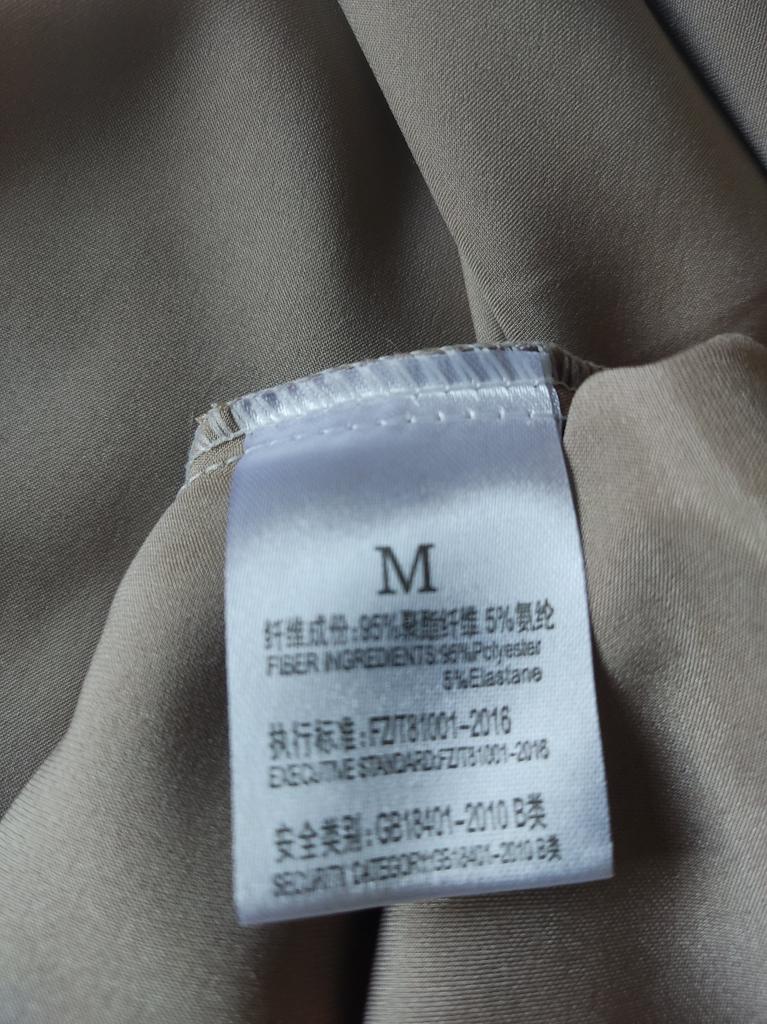 M
纤维成份:95%聚酯纤维 5%氨纶
FIBER INGREDIENTS:95%Polyester
5%Elastane
执行标准:FZ/T81001-2016
EXECUTIVE STANDARD:FZ/T81001-2016
安全类别:GB18401-2010 B类
SECURITY CATEGORY:GB18401-2010 B类